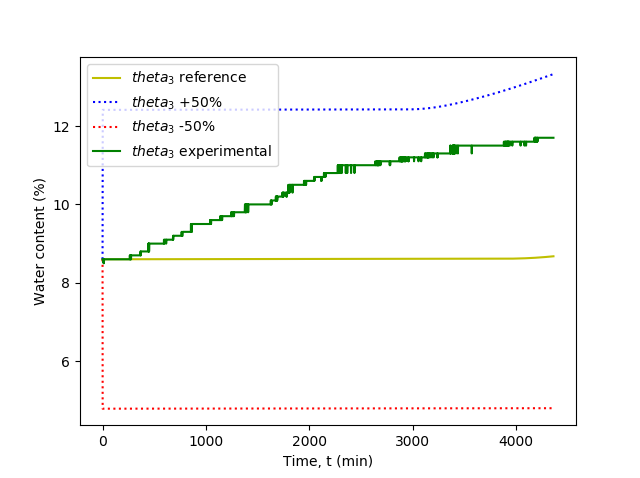 theta₃ reference
theta₃ +50%
theta₃ -50%
theta₃ experimental
12
10
8
6
Water content (%)
0 1000 2000 3000 4000
Time, t (min)